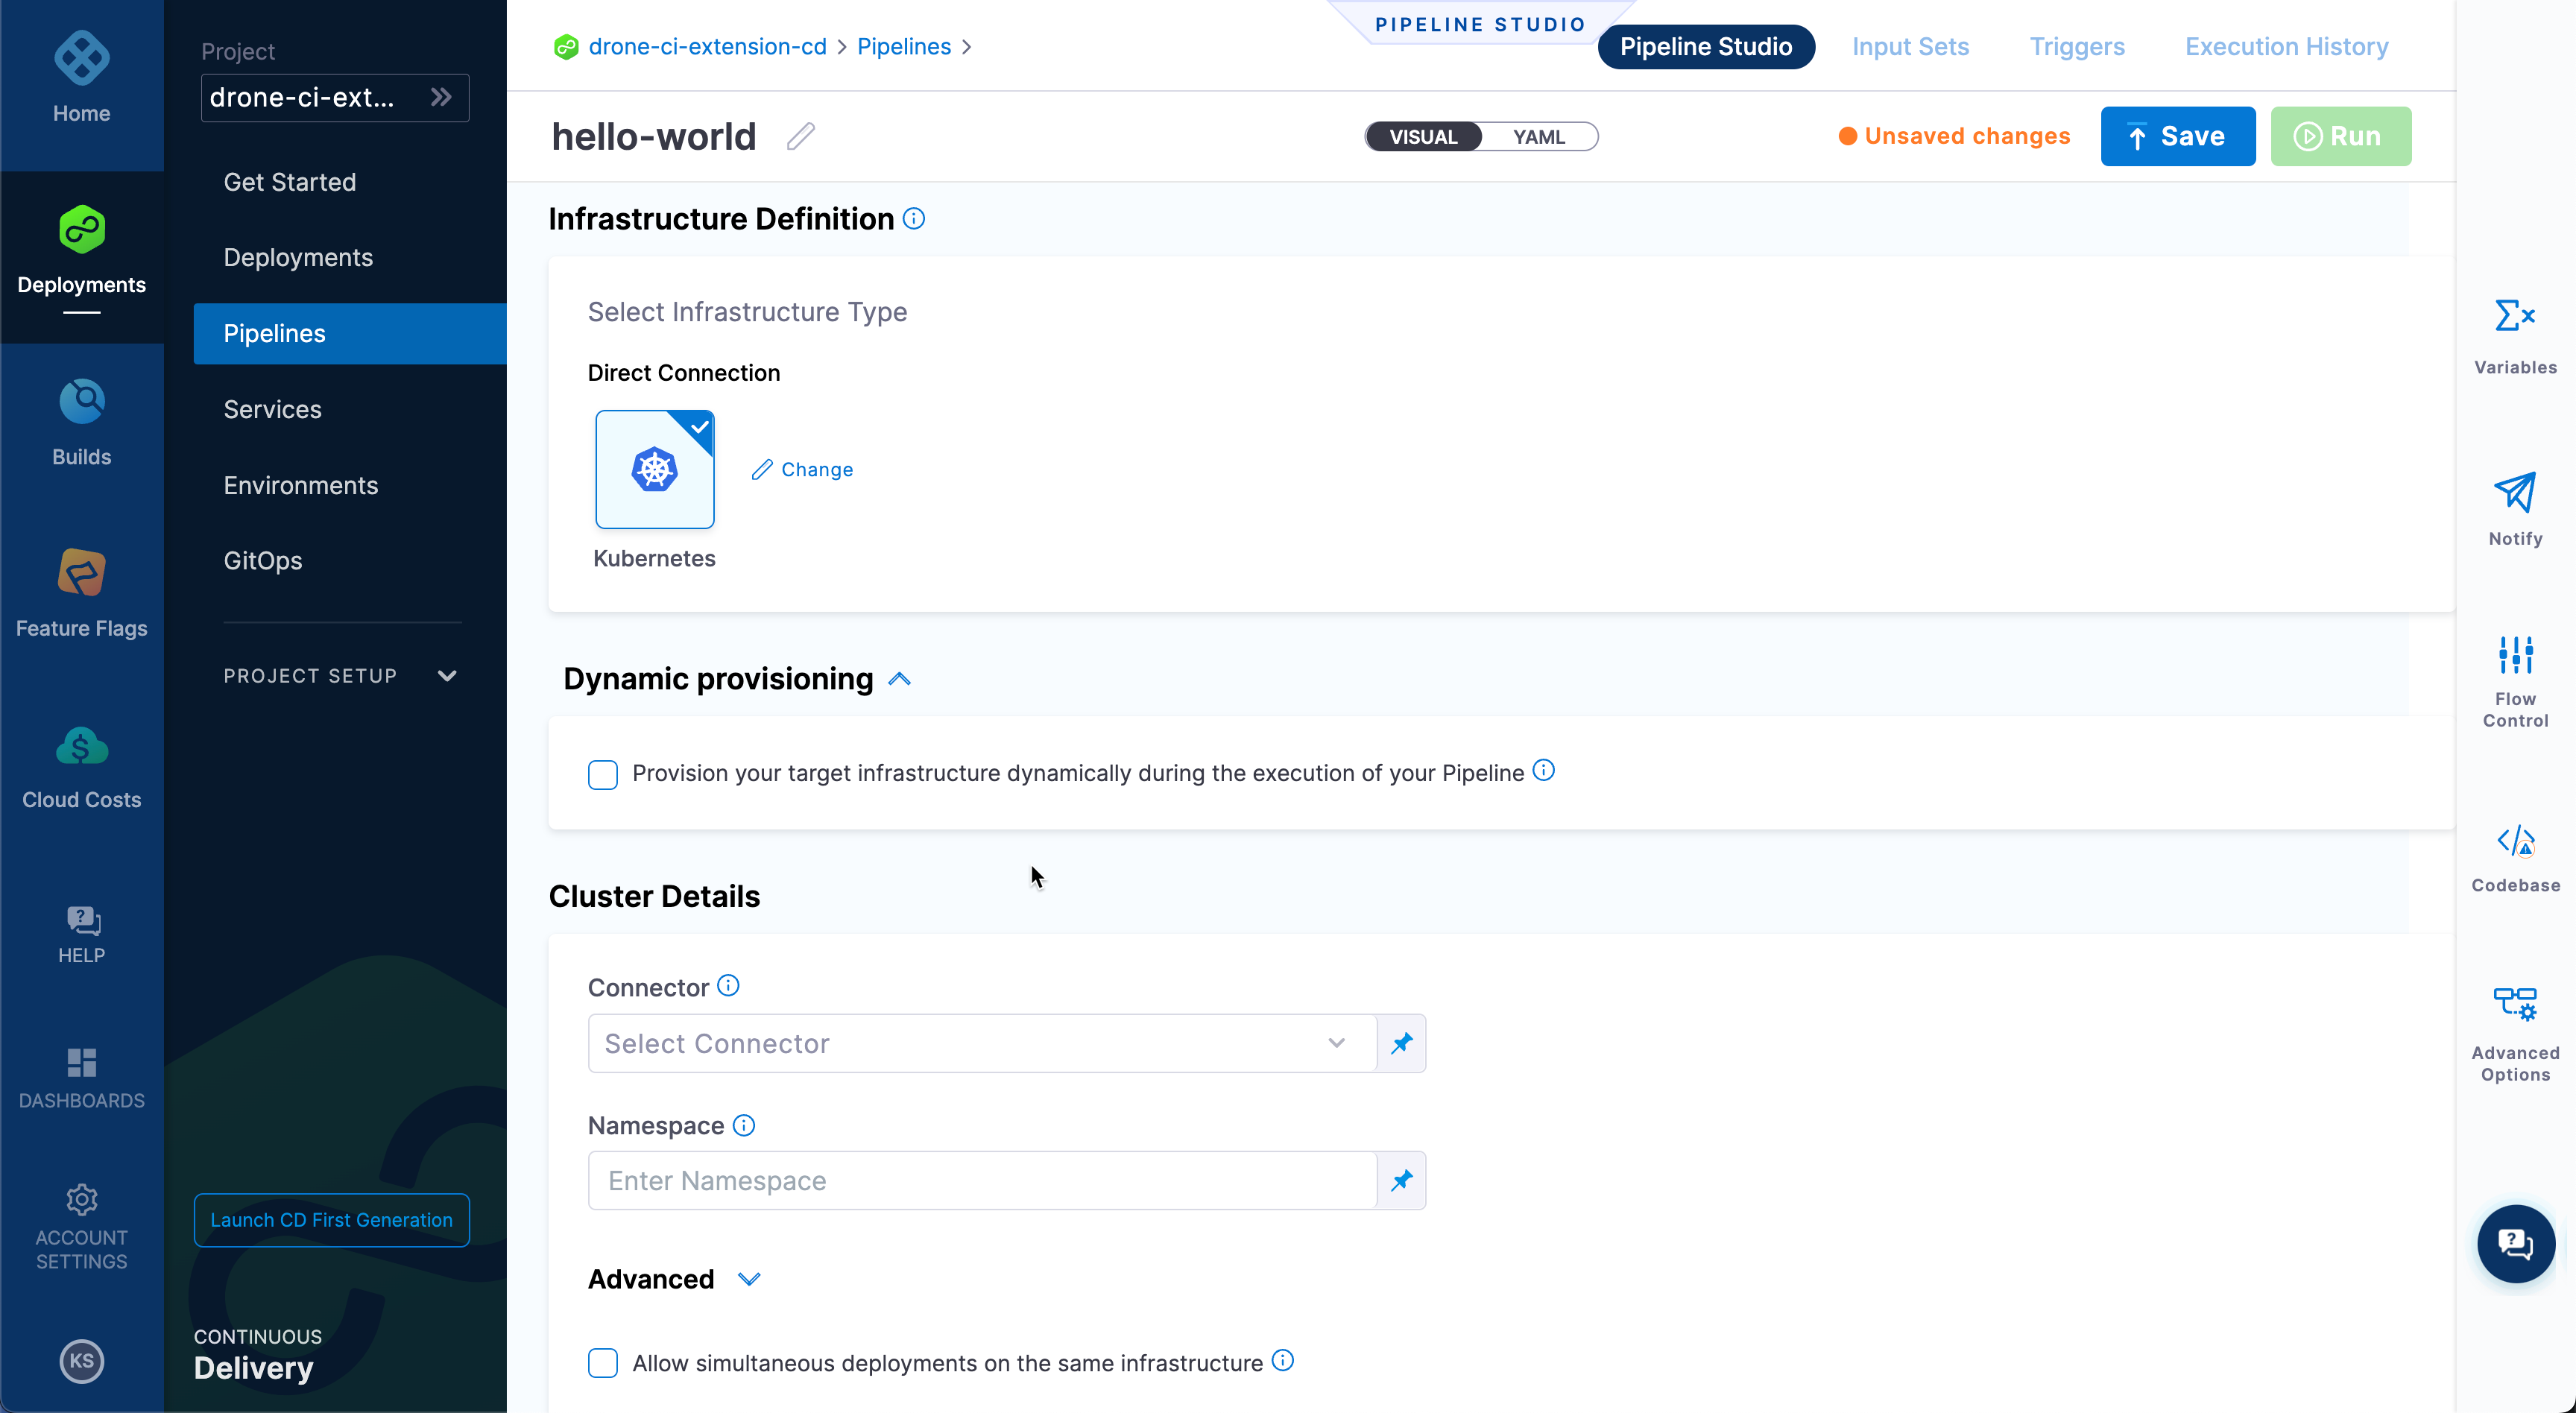 Home
Deployments
Builds
Feature Flags
Cloud Costs
HELP
DASHBOARDS
ACCOUNT
SETTINGS
KS
Project
drone-ci-ext...
Get Started
Deployments
Pipelines
Services
Environments
GitOps
PROJECT SETUP
Launch CD First Generation
CONTINUOUS
Delivery
PIPELINE STUDIO
drone-ci-extension-cd > Pipelines >
Pipeline Studio Input Sets Triggers Execution History
hello-world
VISUAL YAML
Unsaved changes
Save
Run
Infrastructure Definition
Select Infrastructure Type
Direct Connection
Change
Kubernetes
Dynamic provisioning
Provision your target infrastructure dynamically during the execution of your Pipeline
Cluster Details
Connector
Select Connector
Namespace
Enter Namespace
Advanced
Allow simultaneous deployments on the same infrastructure
Variables
Notify
Flow
Control
Codebase
Advanced
Options